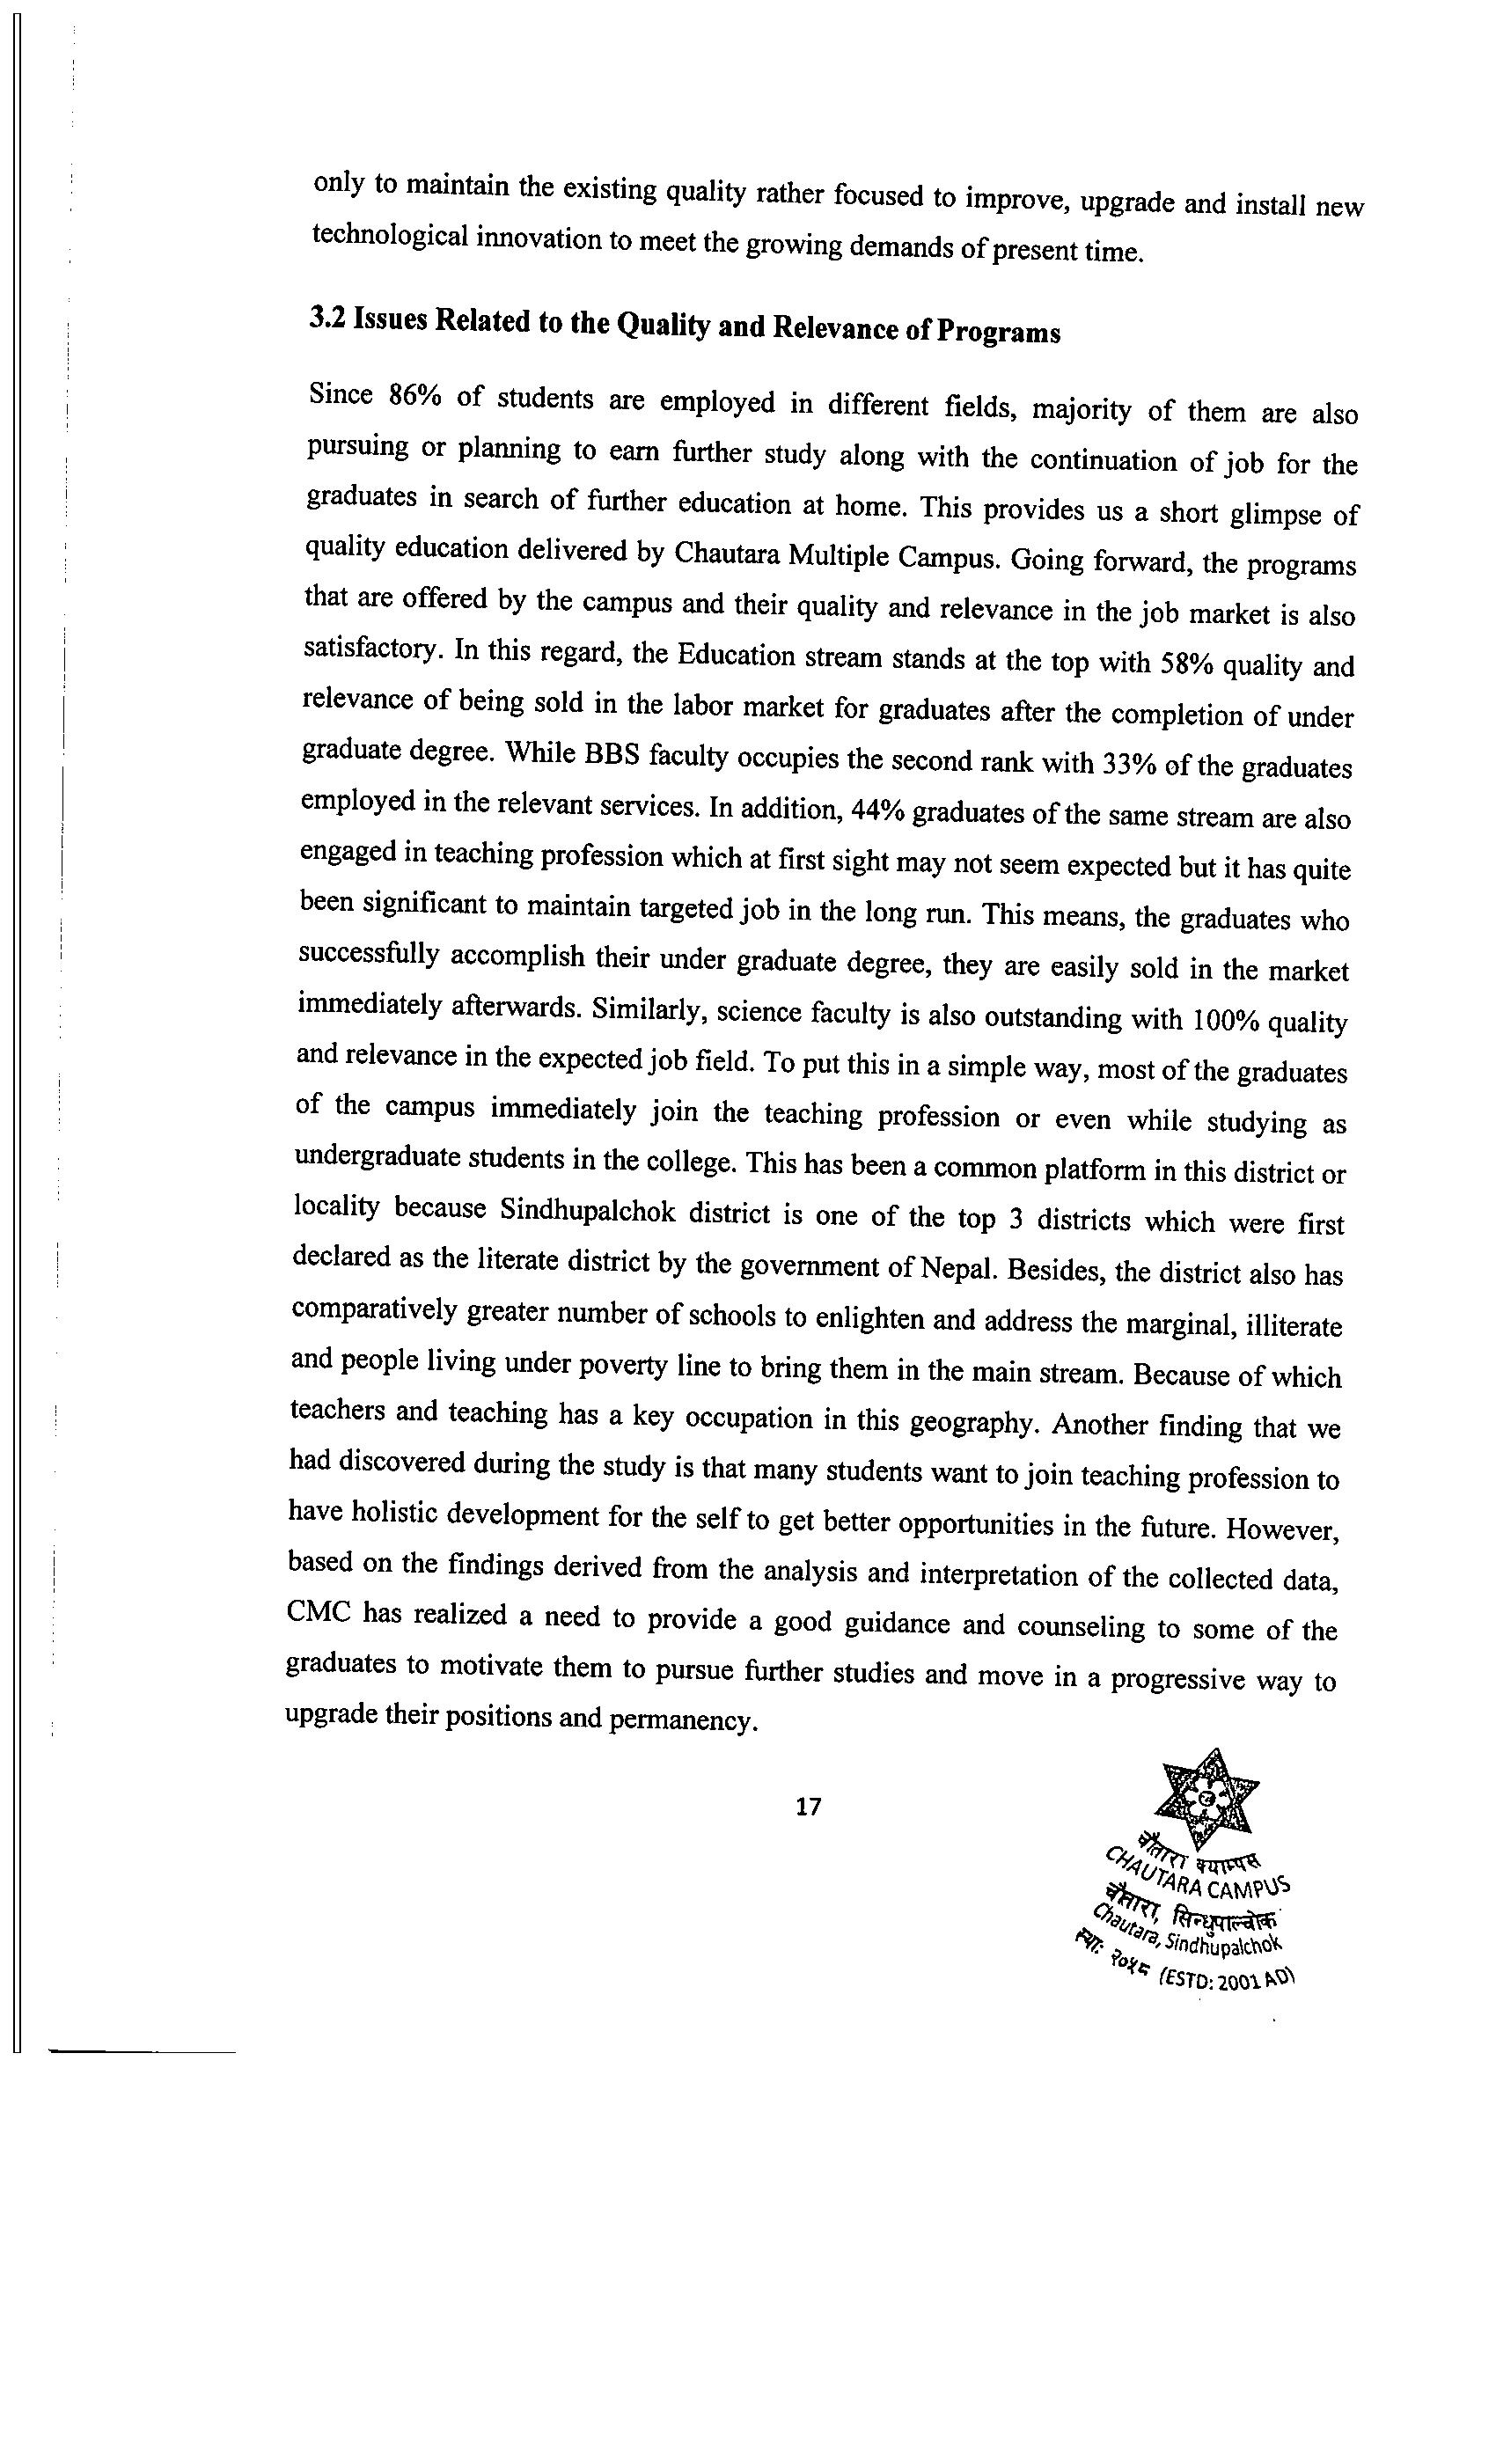 only to maintain the existing quality rather focused to improve, upgrade and install new
technological innovation to meet the growing demands of present time.
3.2 Issues Related to the Quality and Relevance of Programs
Since 86% of students are employed in different fields, majority of them are also
pursuing or planning to earn further study along with the continuation of job for the
graduates in search of further education at home. This provides us a short glimpse of
quality education delivered by Chautara Multiple Campus. Going forward, the programs
that are offered by the campus and their quality and relevance in the job market is also
satisfactory. In this regard, the Education stream stands at the top with 58% quality and
relevance of being sold in the labor market for graduates after the completion of under
graduate degree. While BBS faculty occupies the second rank with 33% of the graduates
employed in the relevant services. In addition, 44% graduates of the same stream are also
engaged in teaching profession which at first sight may not seem expected but it has quite
been significant to maintain targeted job in the long run. This means, the graduates who
successfully accomplish their under graduate degree, they are easily sold in the market
immediately afterwards. Similarly, science faculty is also outstanding with 100% quality
and relevance in the expected job field. To put this in a simple way, most of the graduates
of the campus immediately join the teaching profession or even while studying as
undergraduate students in the college. This has been a common platform in this district or
locality because Sindhupalchok district is one of the top 3 districts which were first
declared as the literate district by the government of Nepal. Besides, the district also has
comparatively greater number of schools to enlighten and address the marginal, illiterate
and people living under poverty line to bring them in the main stream. Because of which
teachers and teaching has a key occupation in this geography. Another finding that we
had discovered during the study is that many students want to join teaching profession to
have holistic development for the self to get better opportunities in the future. However,
based on the findings derived from the analysis and interpretation of the collected data,
CMC has realized a need to provide a good guidance and counseling to some of the
graduates to motivate them to pursue further studies and move in a progressive way to
upgrade their positions and permanency.
17
चौतारा क्याम्पस
CHAUTARA CAMPUS
चौतारा, सिन्धुपाल्चोक
Chautara, Sindhupalchok
स्था: २०५८ (ESTD: 2001 AD)